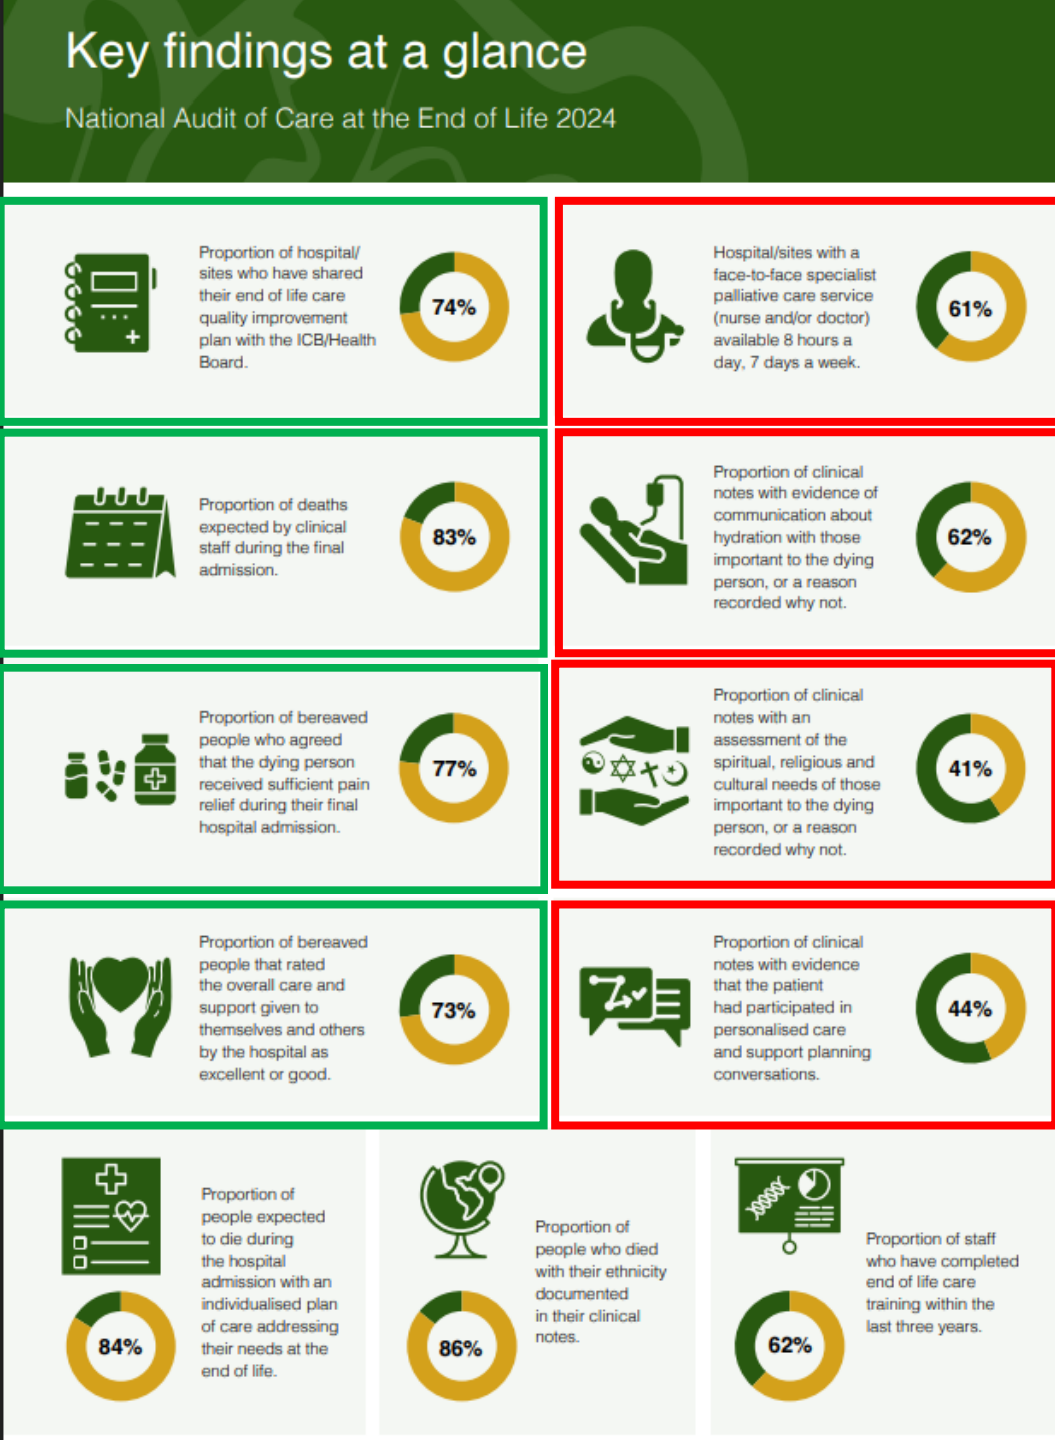 Key findings at a glance
National Audit of Care at the End of Life 2024
Proportion of hospital/
sites who have shared
their end of life care
quality improvement
plan with the ICB/Health
Board.
74%
Hospital/sites with a
face-to-face specialist
palliative care service
(nurse and/or doctor)
available 8 hours a
day, 7 days a week.
61%
Proportion of deaths
expected by clinical
staff during the final
admission.
83%
Proportion of clinical
notes with evidence of
communication about
hydration with those
important to the dying
person, or a reason
recorded why not.
62%
Proportion of bereaved
people who agreed
that the dying person
received sufficient pain
relief during their final
hospital admission.
77%
Proportion of clinical
notes with an
assessment of the
spiritual, religious and
cultural needs of those
important to the dying
person, or a reason
recorded why not.
41%
Proportion of bereaved
people that rated
the overall care and
support given to
themselves and others
by the hospital as
excellent or good.
73%
Proportion of clinical
notes with evidence
that the patient
had participated in
personalised care
and support planning
conversations.
44%
Proportion of
people expected
to die during
the hospital
admission with an
individualised plan
of care addressing
their needs at the
end of life.
84%
Proportion of
people who died
with their ethnicity
documented
in their clinical
notes.
86%
Proportion of staff
who have completed
end of life care
training within the
last three years.
62%